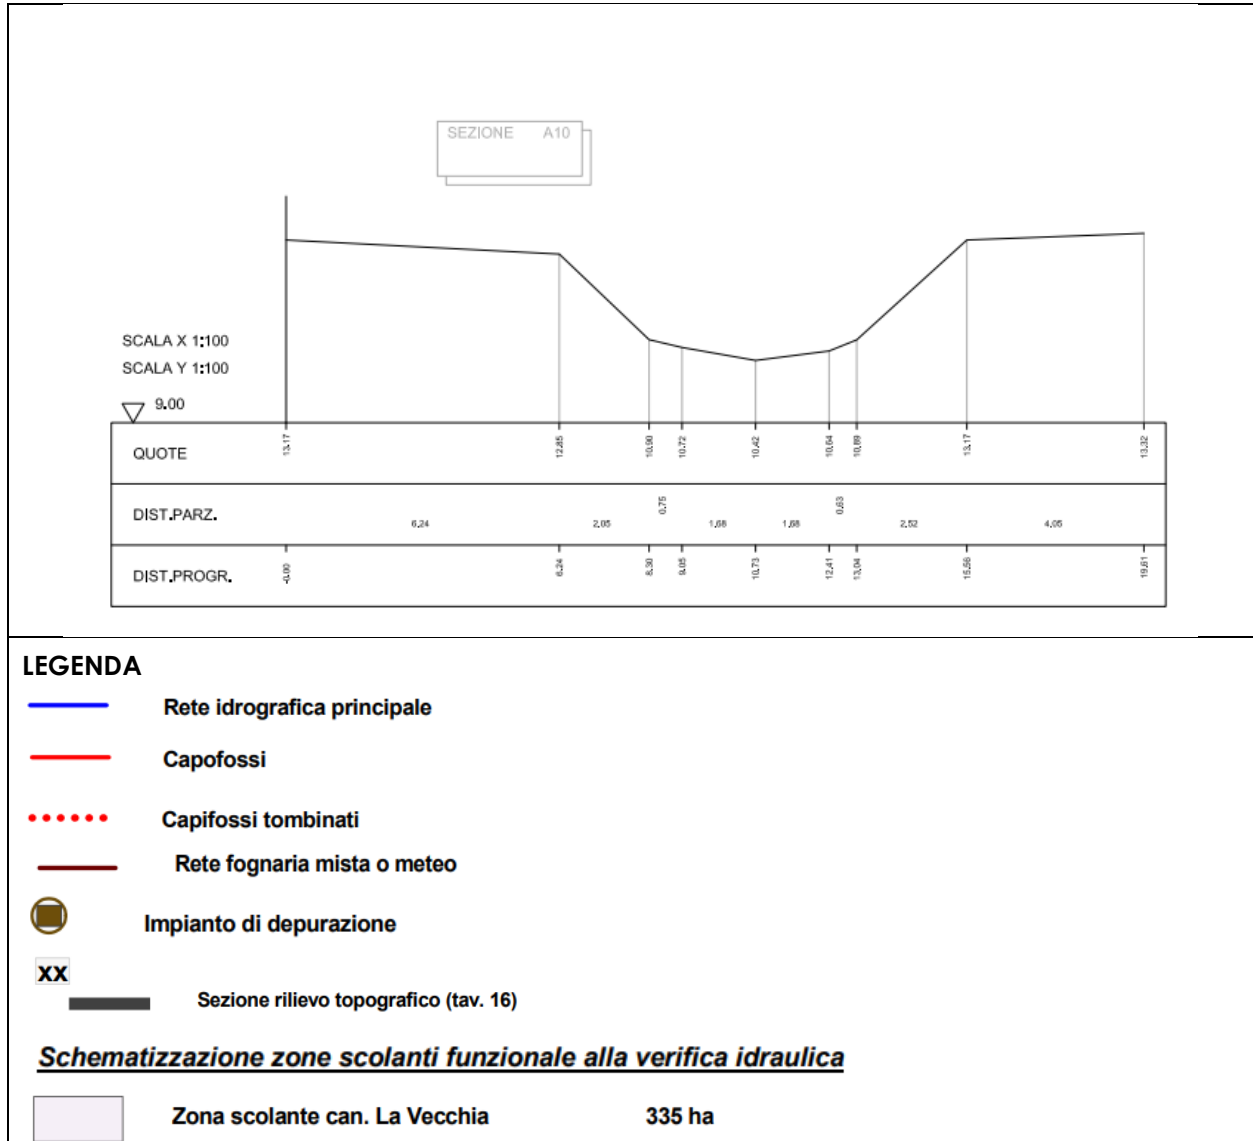 SEZIONE A10
SCALA X 1:100
SCALA Y 1:100
9.00
QUOTE 13.17 12.85 10.90 10.72 10.42 10.64 10.89 13.17 13.32
DIST.PARZ. 6.24 2.05 0.75 1.68 1.68 0.63 2.52 4.05
DIST.PROGR. -0.00 6.24 8.30 9.05 10.73 12.41 13.04 15.56 19.61
LEGENDA
Rete idrografica principale
Capofossi
Capifossi tombinati
Rete fognaria mista o meteo
Impianto di depurazione
XX
Sezione rilievo topografico (tav. 16)
Schematizzazione zone scolanti funzionale alla verifica idraulica
Zona scolante can. La Vecchia 335 ha